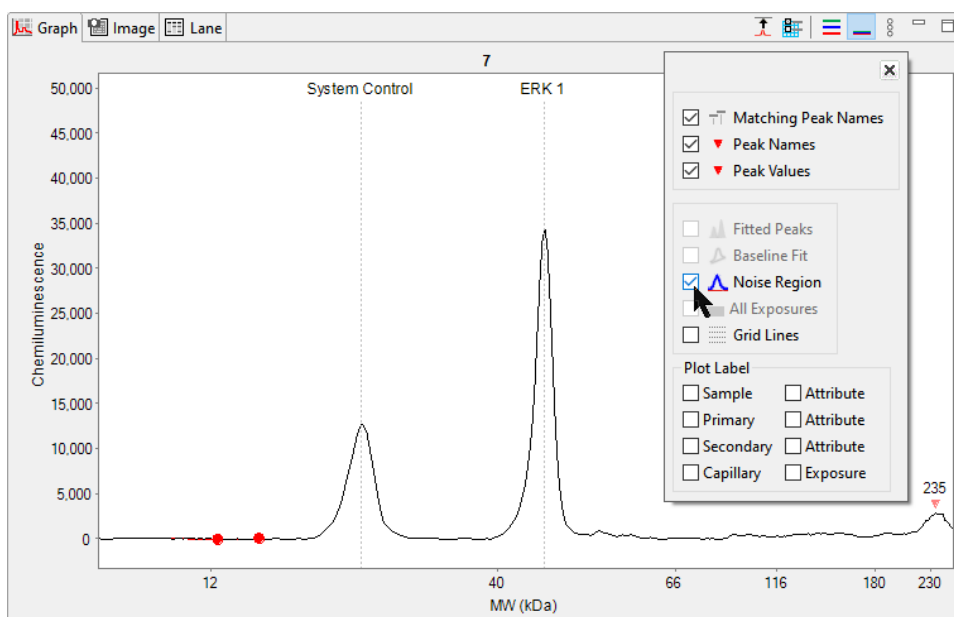 Graph Image Lane
7
System Control ERK 1
Chemiluminescence
50,000
45,000
40,000
35,000
30,000
25,000
20,000
15,000
10,000
5,000
0
12 40 66 116 180 230
MW (kDa)
235
Matching Peak Names
Peak Names
Peak Values
Fitted Peaks
Baseline Fit
Noise Region
All Exposures
Grid Lines
Plot Label
Sample Attribute
Primary Attribute
Secondary Attribute
Capillary Exposure